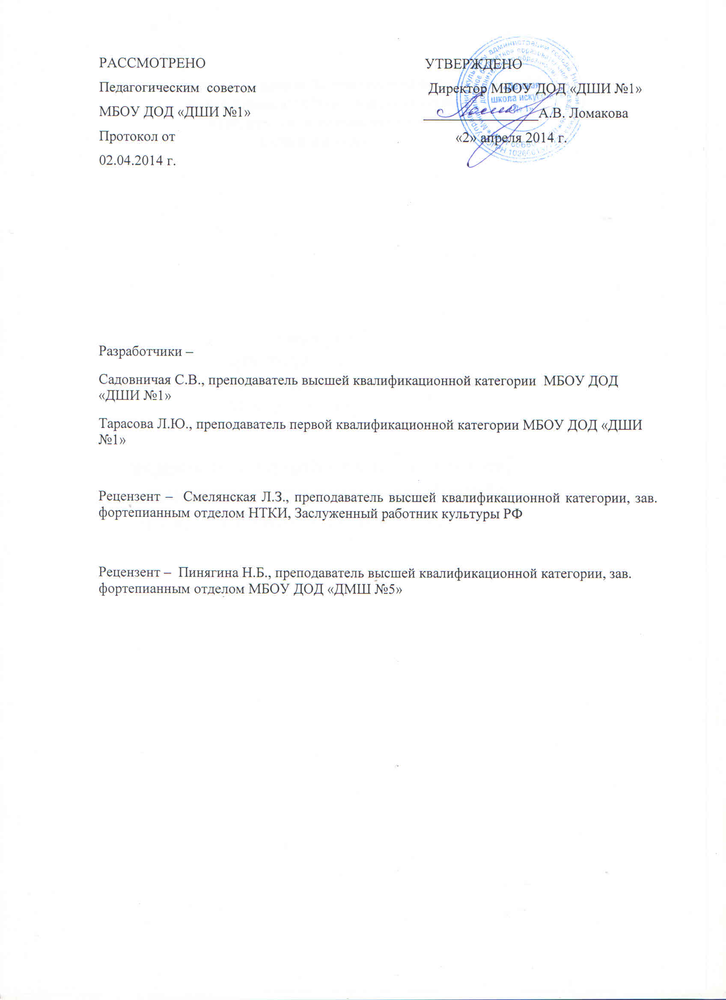 РАССМОТРЕНО
Педагогическим советом
МБОУ ДОД «ДШИ №1»
Протокол от
02.04.2014 г.
УТВЕРЖДЕНО
Директор МБОУ ДОД «ДШИ №1»
А.В. Ломакова
«2» апреля 2014 г.
Детская
школа
№ 1»
Разработчики –
Садовничая С.В., преподаватель высшей квалификационной категории МБОУ ДОД
«ДШИ №1»
Тарасова Л.Ю., преподаватель первой квалификационной категории МБОУ ДОД «ДШИ
№1»
Рецензент – Смелянская Л.З., преподаватель высшей квалификационной категории, зав.
фортепианным отделом НТКИ, Заслуженный работник культуры РФ
Рецензент – Пинягина Н.Б., преподаватель высшей квалификационной категории, зав.
фортепианным отделом МБОУ ДОД «ДМШ №5»